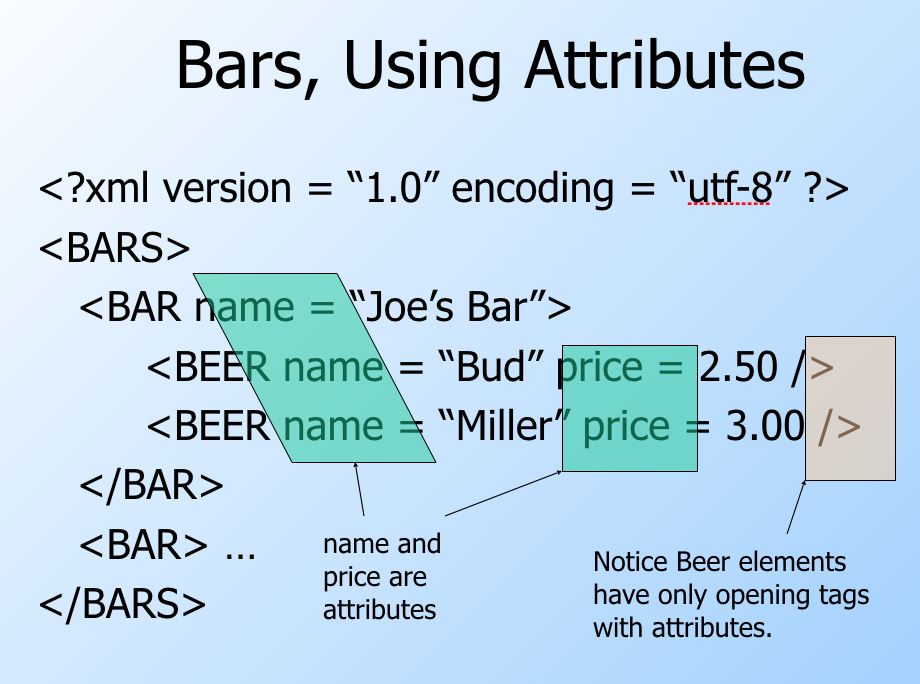 Bars, Using Attributes
<?xml version = “1.0” encoding = “utf-8” ?>
<BARS>
<BAR name = “Joe’s Bar”>
<BEER name = “Bud” price = 2.50 />
<BEER name = “Miller” price = 3.00 />
</BAR>
<BAR> …
</BARS>
name and
price are
attributes
Notice Beer elements
have only opening tags
with attributes.